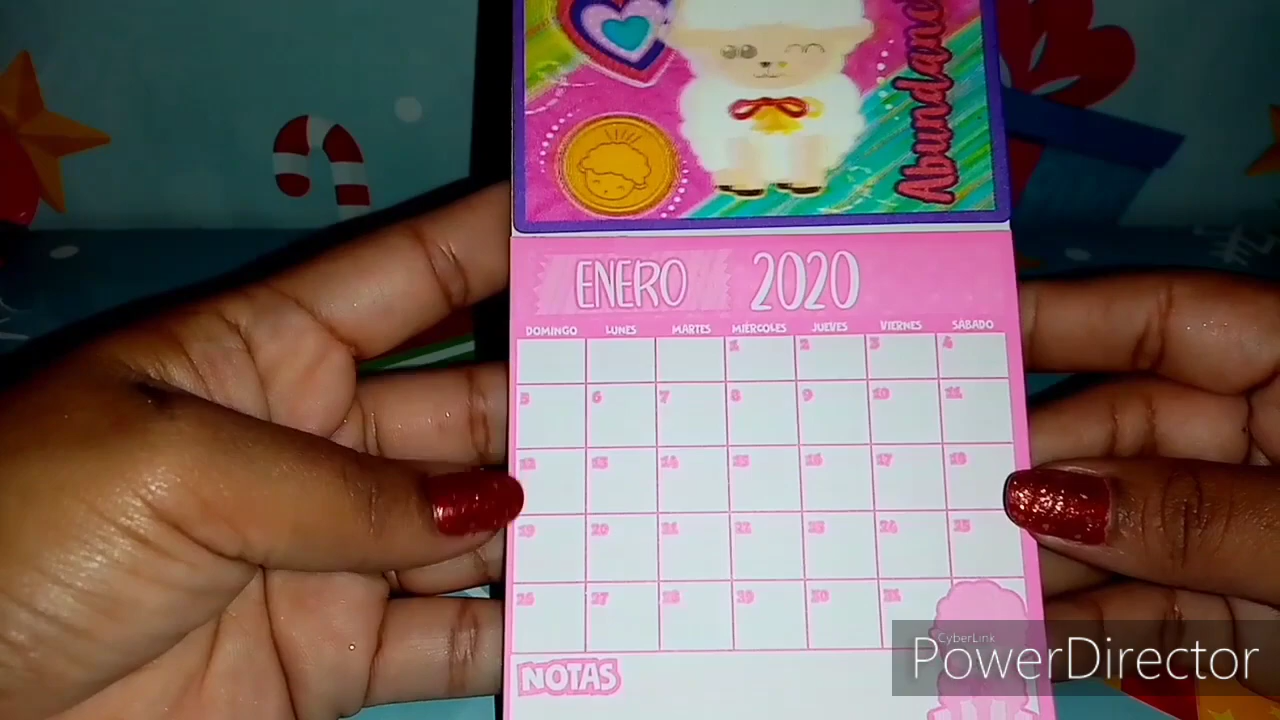 Abundanc
ENERO 2020
DOMINGO LUNES MARTES MIÉRCOLES JUEVES VIERNES SÁBADO
1 2 3 4
5 6 7 8 9 10 11
12 13 14 15 16 17 18
19 20 21 22 23 24 25
26 27 28 29 30 31
NOTAS
CyberLink
PowerDirector